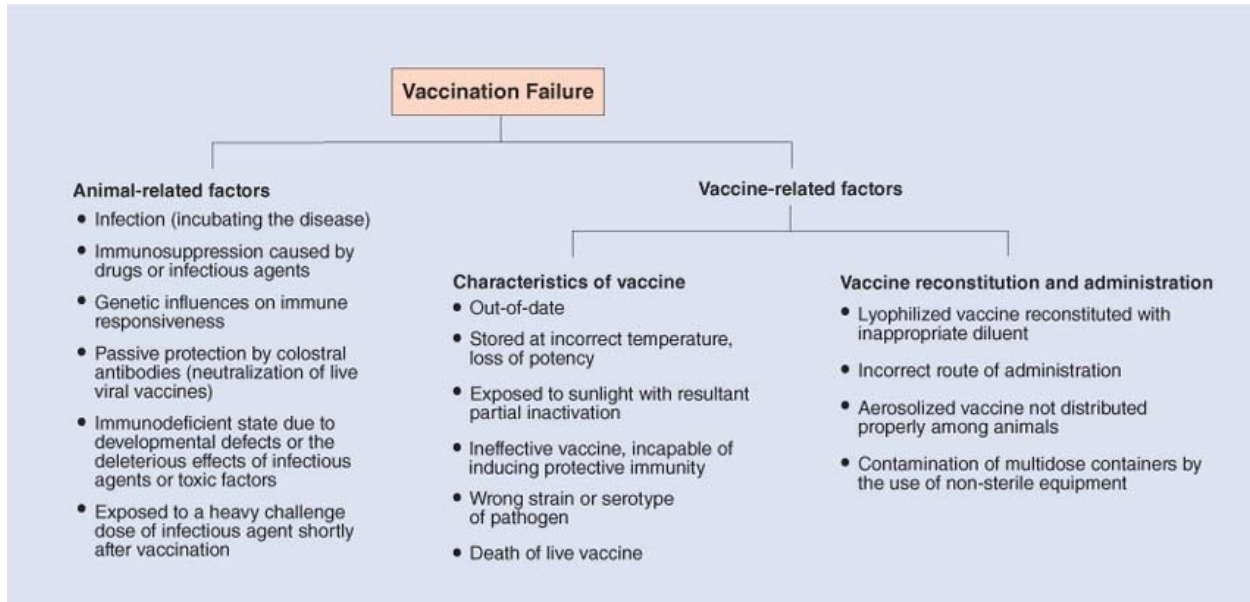 Vaccination Failure
Animal-related factors
• Infection (incubating the disease)
• Immunosuppression caused by
drugs or infectious agents
• Genetic influences on immune
responsiveness
• Passive protection by colostral
antibodies (neutralization of live
viral vaccines)
• Immunodeficient state due to
developmental defects or the
deleterious effects of infectious
agents or toxic factors
• Exposed to a heavy challenge
dose of infectious agent shortly
after vaccination
Vaccine-related factors
Characteristics of vaccine
• Out-of-date
• Stored at incorrect temperature,
loss of potency
• Exposed to sunlight with resultant
partial inactivation
• Ineffective vaccine, incapable of
inducing protective immunity
• Wrong strain or serotype
of pathogen
• Death of live vaccine
Vaccine reconstitution and administration
• Lyophilized vaccine reconstituted with
inappropriate diluent
• Incorrect route of administration
• Aerosolized vaccine not distributed
properly among animals
• Contamination of multidose containers by
the use of non-sterile equipment